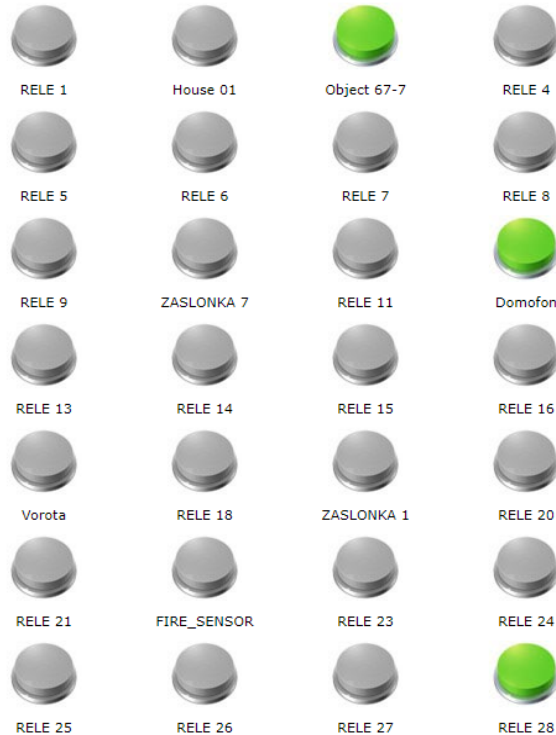 RELE 1
House 01
Object 67-7
RELE 4
RELE 5
RELE 6
RELE 7
RELE 8
RELE 9
ZASLONKA 7
RELE 11
Domofon
RELE 13
RELE 14
RELE 15
RELE 16
Vorota
RELE 18
ZASLONKA 1
RELE 20
RELE 21
FIRE_SENSOR
RELE 23
RELE 24
RELE 25
RELE 26
RELE 27
RELE 28